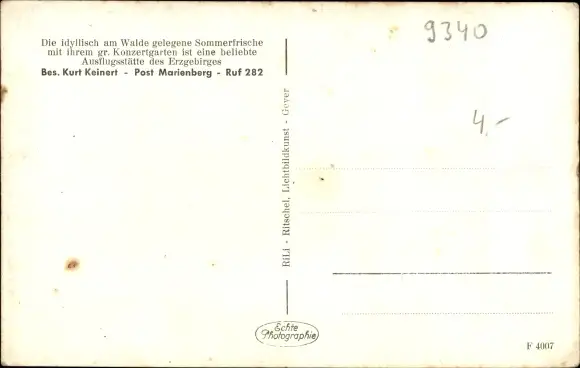 Die idyllisch am Walde gelegene Sommerfrische
mit ihrem gr. Konzertgarten ist eine beliebte
Ausflugsstätte des Erzgebirges
Bes. Kurt Keinert - Post Marienberg - Ruf 282
RiLi - Ritschel, Lichtbildkunst - Geyer
Echte
Photographie
9340
4,-
F 4007